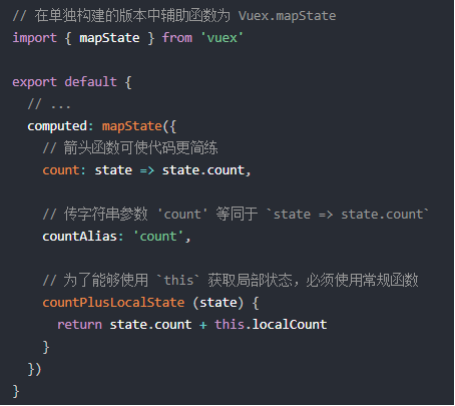 // 在单独构建的版本中辅助函数为 Vuex.mapState
import { mapState } from 'vuex'

export default {
  // ...
  computed: mapState({
    // 箭头函数可使代码更简练
    count: state => state.count,

    // 传字符串参数 'count' 等同于 `state => state.count`
    countAlias: 'count',

    // 为了能够使用 `this` 获取局部状态，必须使用常规函数
    countPlusLocalState (state) {
      return state.count + this.localCount
    }
  })
}